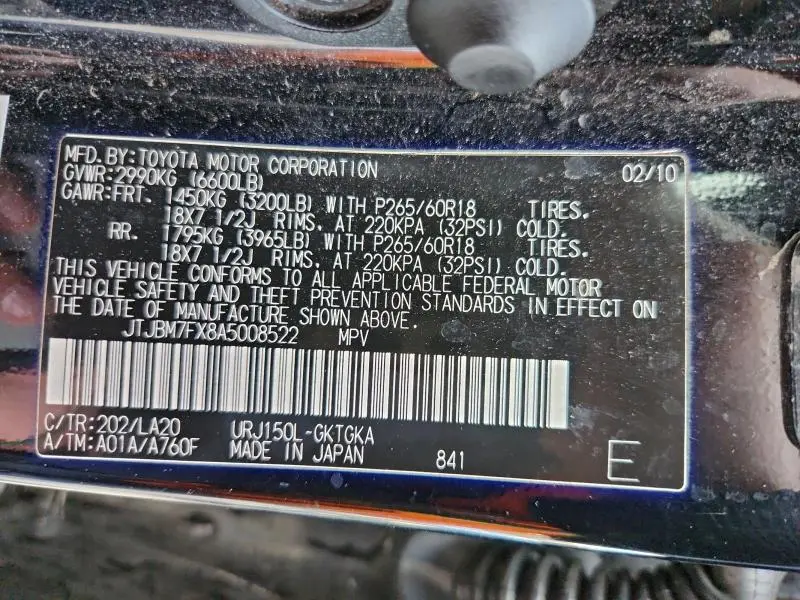 MFD. BY: TOYOTA MOTOR CORPORATION 02/10
GVWR: 2990KG (6600LB)
GAWR: FRT. 1450KG (3200LB) WITH P265/60R18 TIRES.
18X7 1/2J RIMS. AT 220KPA (32PSI) COLD.
RR. 1795KG (3965LB) WITH P265/60R18 TIRES.
18X7 1/2J RIMS. AT 220KPA (32PSI) COLD.
THIS VEHICLE CONFORMS TO ALL APPLICABLE FEDERAL MOTOR
VEHICLE SAFETY AND THEFT PREVENTION STANDARDS IN EFFECT ON
THE DATE OF MANUFACTURE SHOWN ABOVE.
JTJBM7FX8A5008522 MPV
C/TR: 202/LA20 URJ150L-GKTGKA
A/TM: A01A/A760F MADE IN JAPAN 841 E